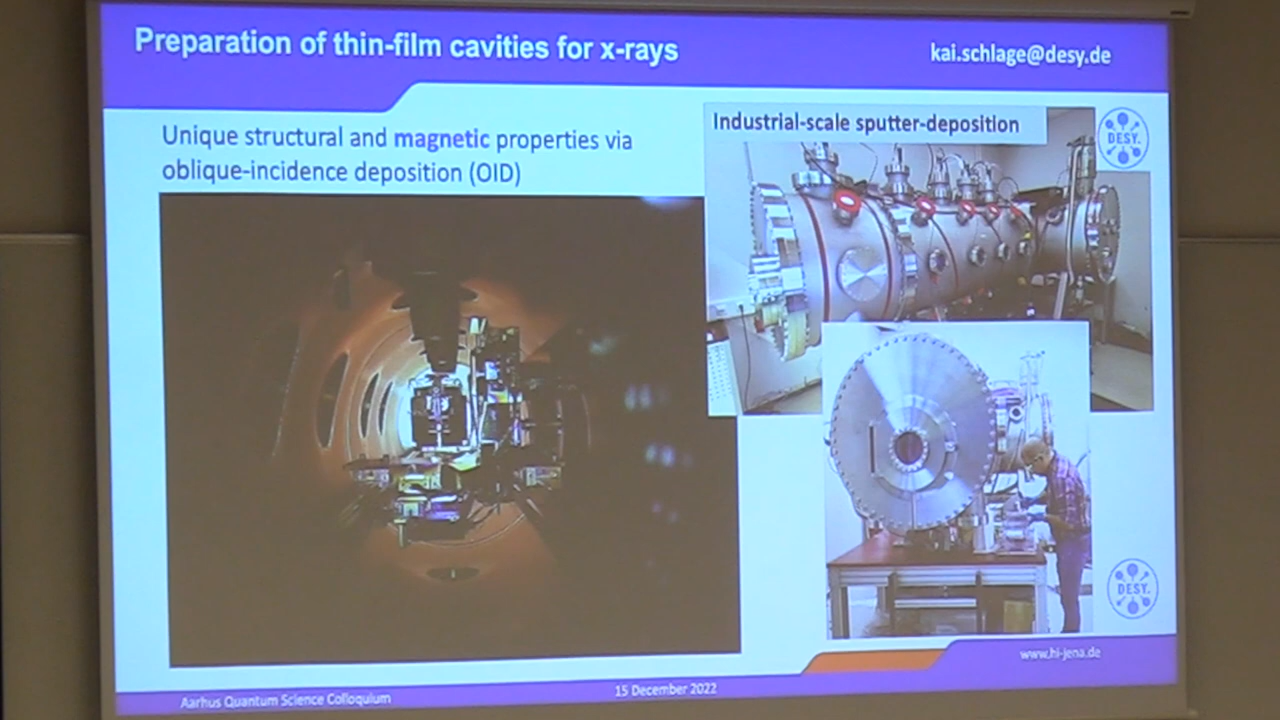 Preparation of thin-film cavities for x-rays
kai.schlage@desy.de
Unique structural and magnetic properties via
oblique-incidence deposition (OID)
Industrial-scale sputter-deposition
DESY.
DESY.
www.hi-jena.de
Aarhus Quantum Science Colloquium
15 December 2022